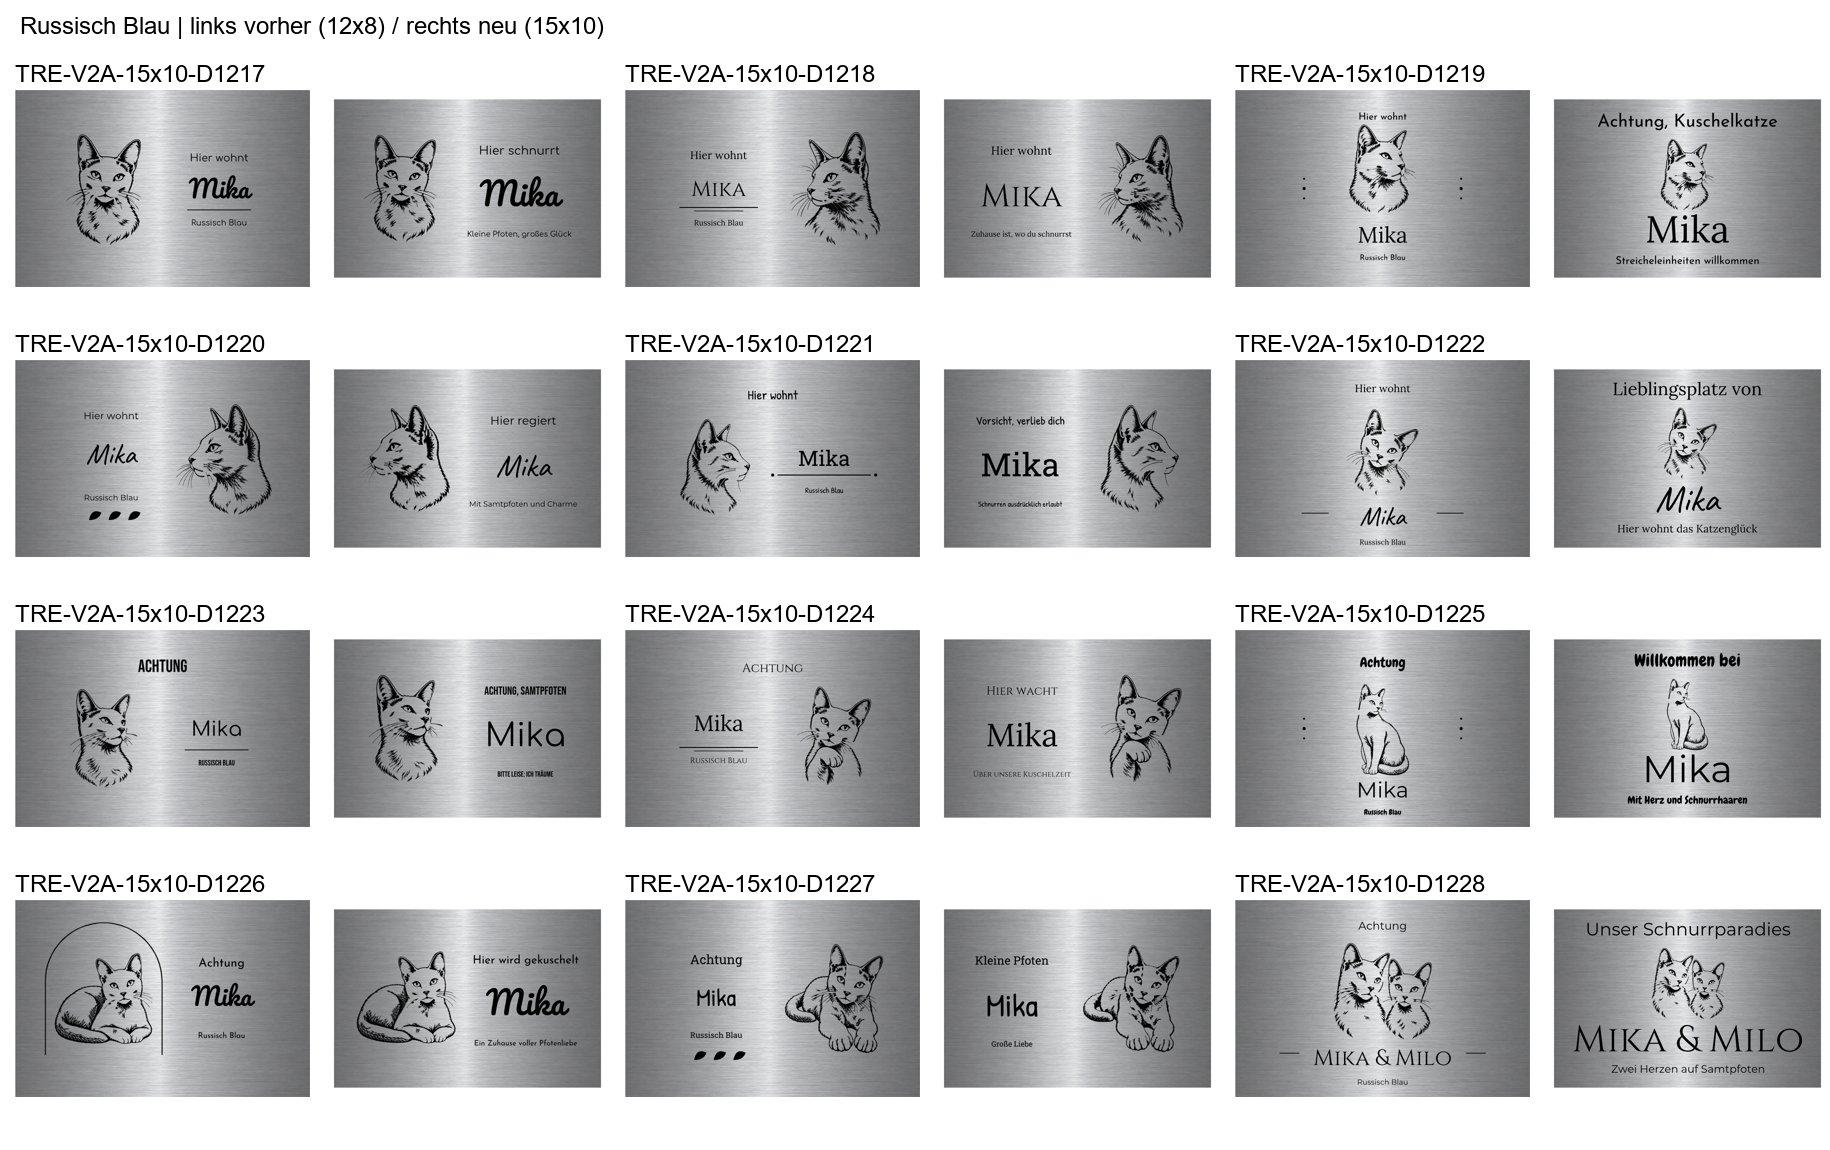 Russisch Blau | links vorher (12x8) / rechts neu (15x10)
TRE-V2A-15x10-D1217
Hier wohnt
Mika
Russisch Blau
Hier schnurrt
Mika
Kleine Pfoten, großes Glück
TRE-V2A-15x10-D1218
Hier wohnt
Mika
Russisch Blau
Hier wohnt
Mika
Zuhause ist, wo du schnurrst
TRE-V2A-15x10-D1219
Hier wohnt
Mika
Russisch Blau
Achtung, Kuschelkatze
Mika
Streicheleinheiten willkommen
TRE-V2A-15x10-D1220
Hier wohnt
Mika
Russisch Blau
Hier regiert
Mika
Mit Samtpfoten und Charme
TRE-V2A-15x10-D1221
Hier wohnt
Mika
Russisch Blau
Vorsicht, verlieb dich
Mika
Schnurren ausdrücklich erlaubt
TRE-V2A-15x10-D1222
Hier wohnt
Mika
Russisch Blau
Lieblingsplatz von
Mika
Hier wohnt das Katzenglück
TRE-V2A-15x10-D1223
ACHTUNG
Mika
RUSSISCH BLAU
ACHTUNG, SAMTPFOTEN
Mika
BITTE LEISE: ICH TRÄUME
TRE-V2A-15x10-D1224
Achtung
Mika
Russisch Blau
Hier wacht
Mika
Über unsere Kuschelzeit
TRE-V2A-15x10-D1225
Achtung
Mika
Russisch Blau
Willkommen bei
Mika
Mit Herz und Schnurrhaaren
TRE-V2A-15x10-D1226
Achtung
Mika
Russisch Blau
Hier wird gekuschelt
Mika
Ein Zuhause voller Pfotenliebe
TRE-V2A-15x10-D1227
Achtung
Mika
Russisch Blau
Kleine Pfoten
Mika
Große Liebe
TRE-V2A-15x10-D1228
Achtung
Mika & Milo
Russisch Blau
Unser Schnurrparadies
Mika & Milo
Zwei Herzen auf Samtpfoten